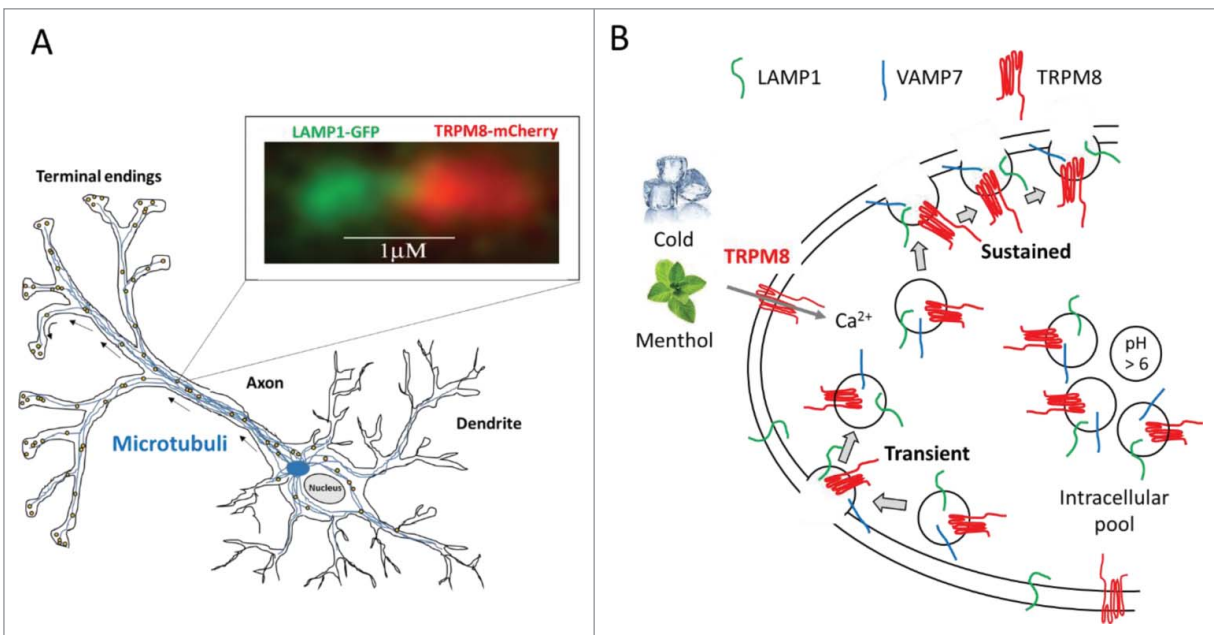 A
LAMP1-GFP TRPM8-mCherry
1μM
Terminal endings
Axon
Dendrite
Microtubuli
Nucleus
B
LAMP1 VAMP7 TRPM8
Cold
Menthol
TRPM8
Ca²⁺
Sustained
Transient
pH
> 6
Intracellular
pool